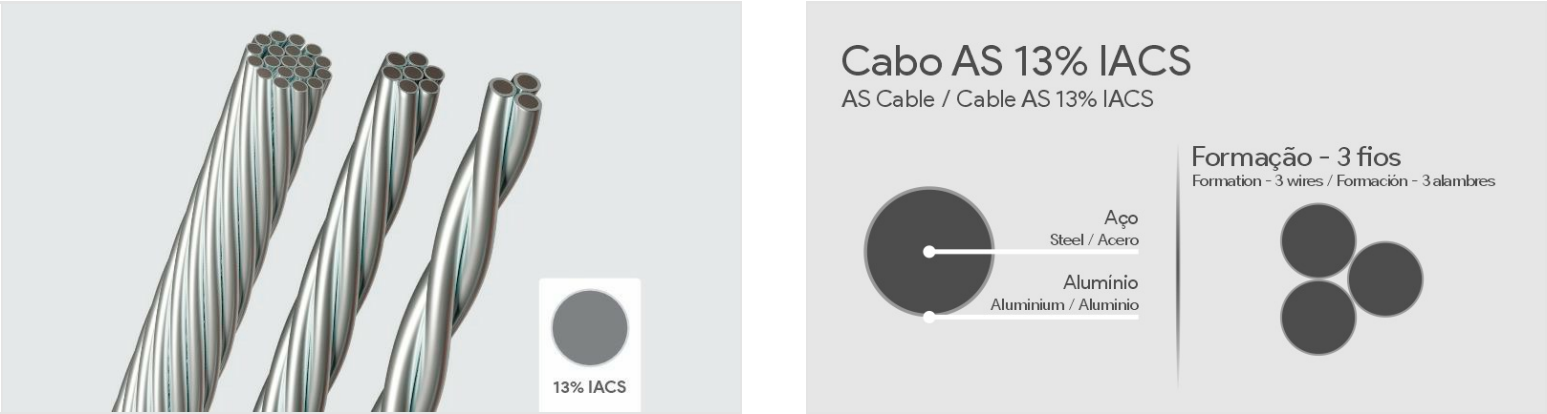 13% IACS
Cabo AS 13% IACS
AS Cable / Cable AS 13% IACS
Aço
Steel / Acero
Alumínio
Aluminium / Aluminio
Formação - 3 fios
Formation - 3 wires / Formación - 3 alambres